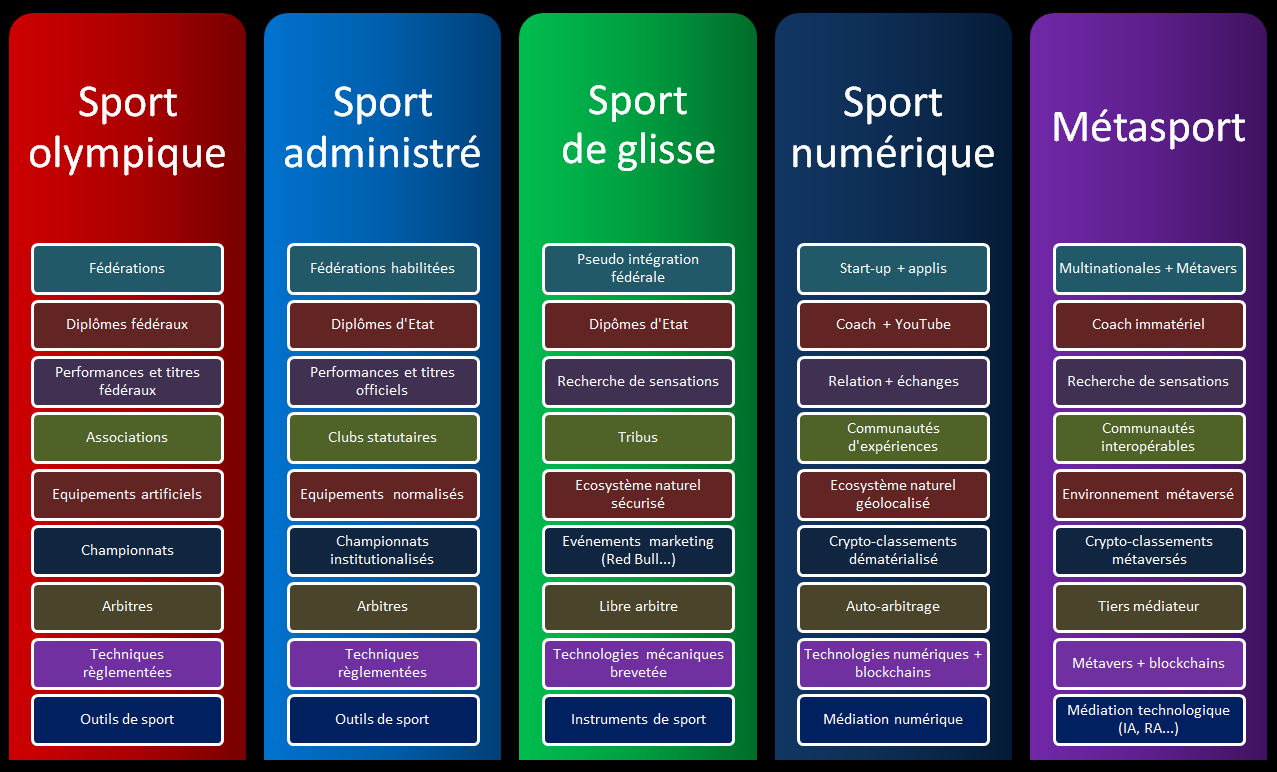 Sport
olympique
Fédérations
Diplômes fédéraux
Performances et titres
fédéraux
Associations
Equipements artificiels
Championnats
Arbitres
Techniques
règlementées
Outils de sport
Sport
administré
Fédérations habilitées
Diplômes d'Etat
Performances et titres
officiels
Clubs statutaires
Equipements normalisés
Championnats
institutionalisés
Arbitres
Techniques
règlementées
Outils de sport
Sport
de glisse
Pseudo intégration
fédérale
Dipômes d'Etat
Recherche de sensations
Tribus
Ecosystème naturel
sécurisé
Evénements marketing
(Red Bull...)
Libre arbitre
Technologies mécaniques
brevetée
Instruments de sport
Sport
numérique
Start-up + applis
Coach + YouTube
Relation + échanges
Communautés
d'expériences
Ecosystème naturel
géolocalisé
Crypto-classements
dématérialisé
Auto-arbitrage
Technologies numériques +
blockchains
Médiation numérique
Métasport
Multinationales + Métavers
Coach immatériel
Recherche de sensations
Communautés
interopérables
Environnement métaversé
Crypto-classements
métaversés
Tiers médiateur
Métavers + blockchains
Médiation technologique
(IA, RA...)